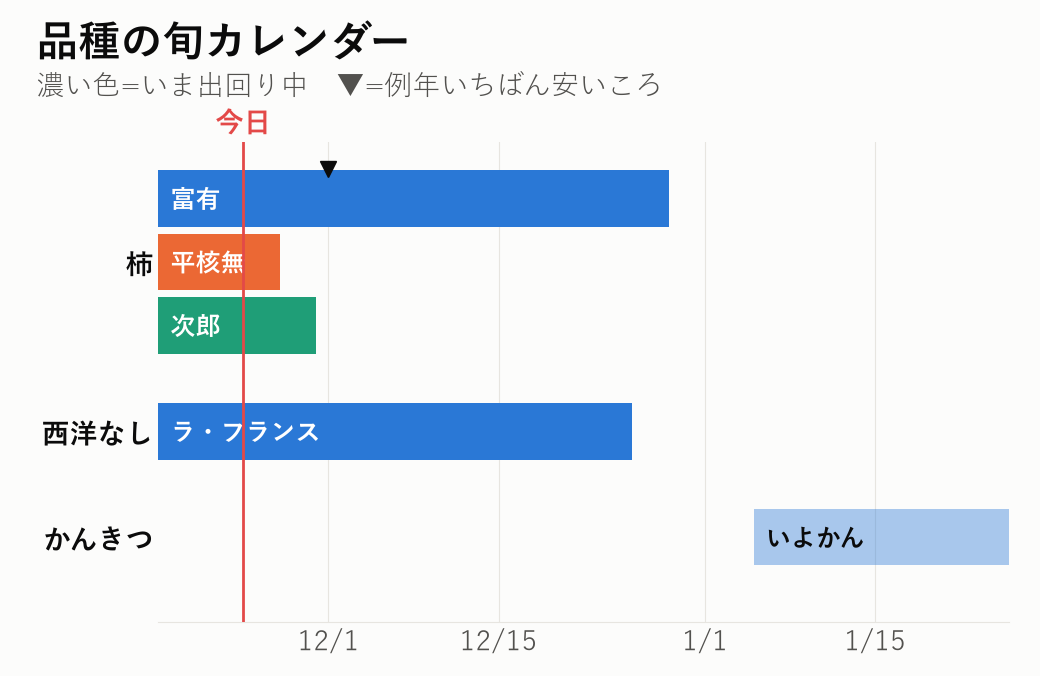 品種の旬カレンダー
濃い色=いま出回り中　▼=例年いちばん安いころ
今日
富有
柿
平核無
次郎
西洋なし
ラ・フランス
かんきつ
いよかん
12/1
12/15
1/1
1/15